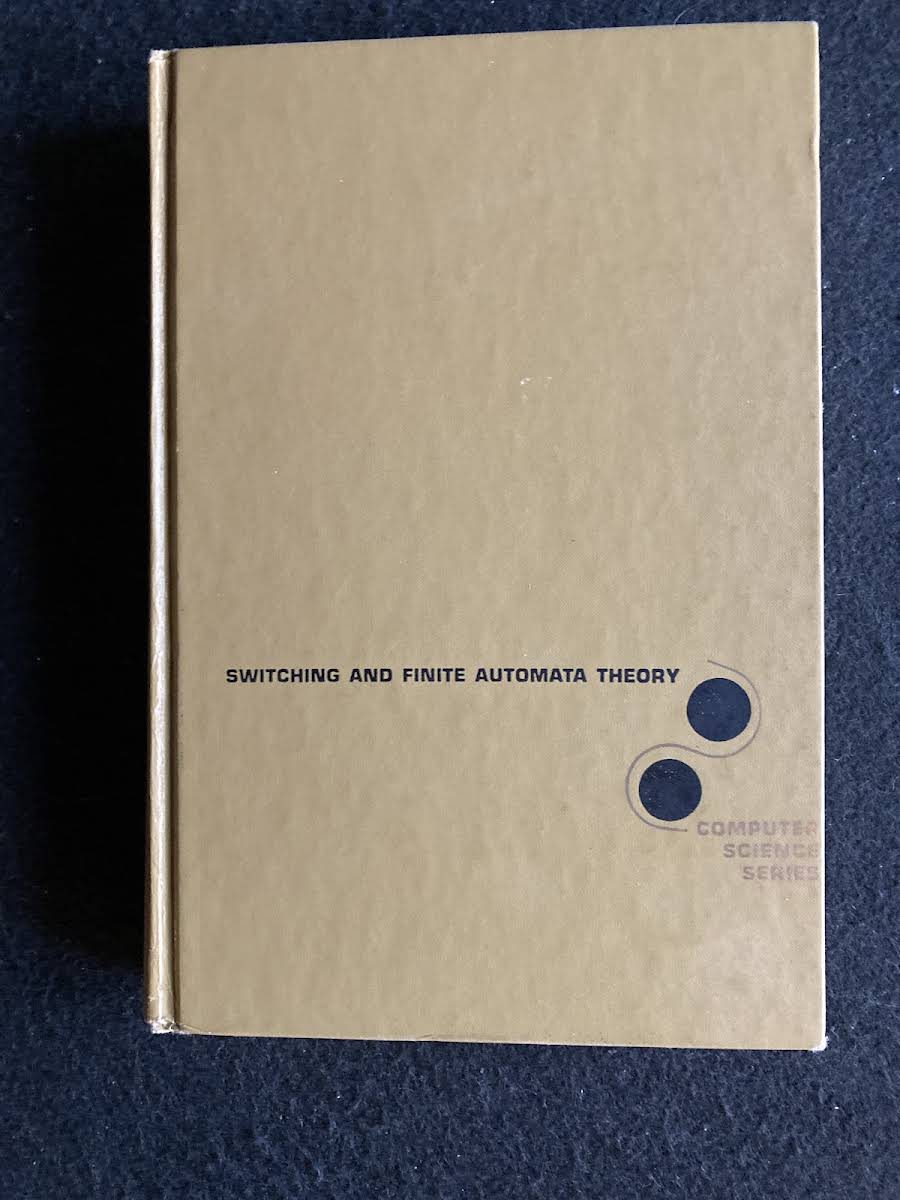 SWITCHING AND FINITE AUTOMATA THEORY
COMPUTER
SCIENCE
SERIES